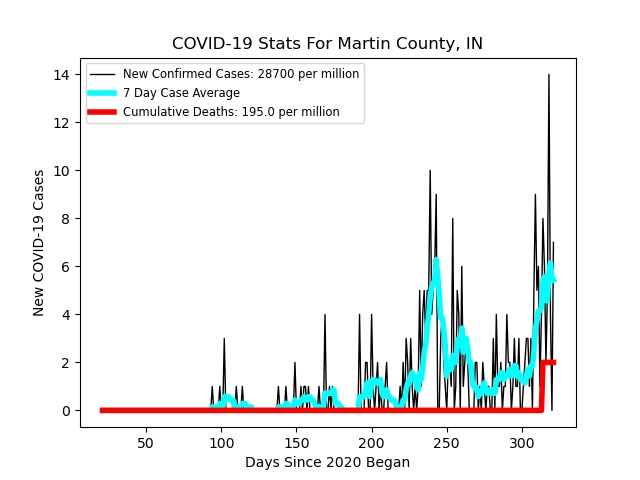 COVID-19 Stats For Martin County, IN
New Confirmed Cases: 28700 per million
7 Day Case Average
Cumulative Deaths: 195.0 per million
New COVID-19 Cases
14
12
10
8
6
4
2
0
50 100 150 200 250 300
Days Since 2020 Began